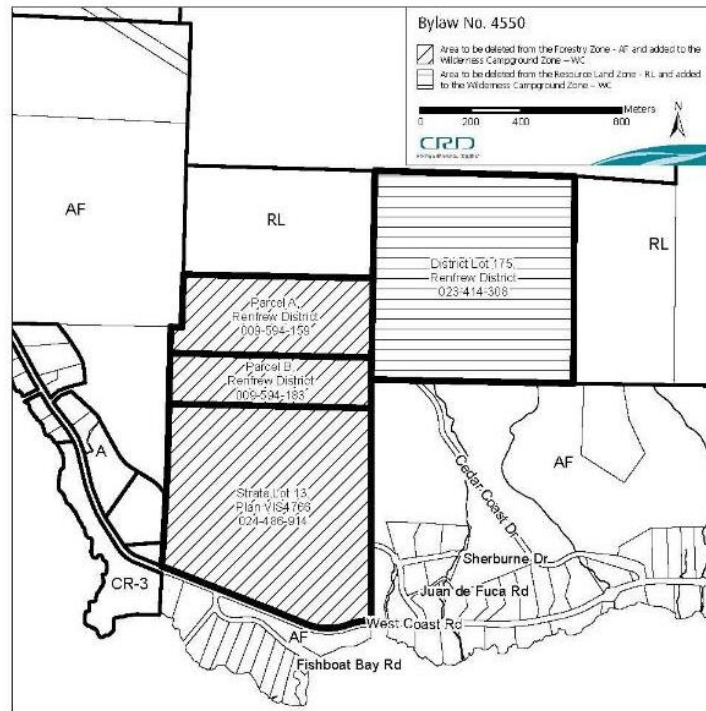 Bylaw No. 4550
Area to be deleted from the Forestry Zone - AF and added to the
Wilderness Campground Zone – WC
Area to be deleted from the Resource Land Zone - RL and added
to the Wilderness Campground Zone – WC
Meters
0 200 400 800
N
CRD
AF
RL
RL
District Lot 175,
Renfrew District
023-414-308
Parcel A,
Renfrew District
009-594-159
Parcel B,
Renfrew District
009-594-183
A
AF
Cedar Coast Dr
Strata Lot 13,
Plan VIS4766
024-486-914
Sherburne Dr
CR-3
Juan de Fuca Rd
AF
West Coast Rd
Fishboat Bay Rd